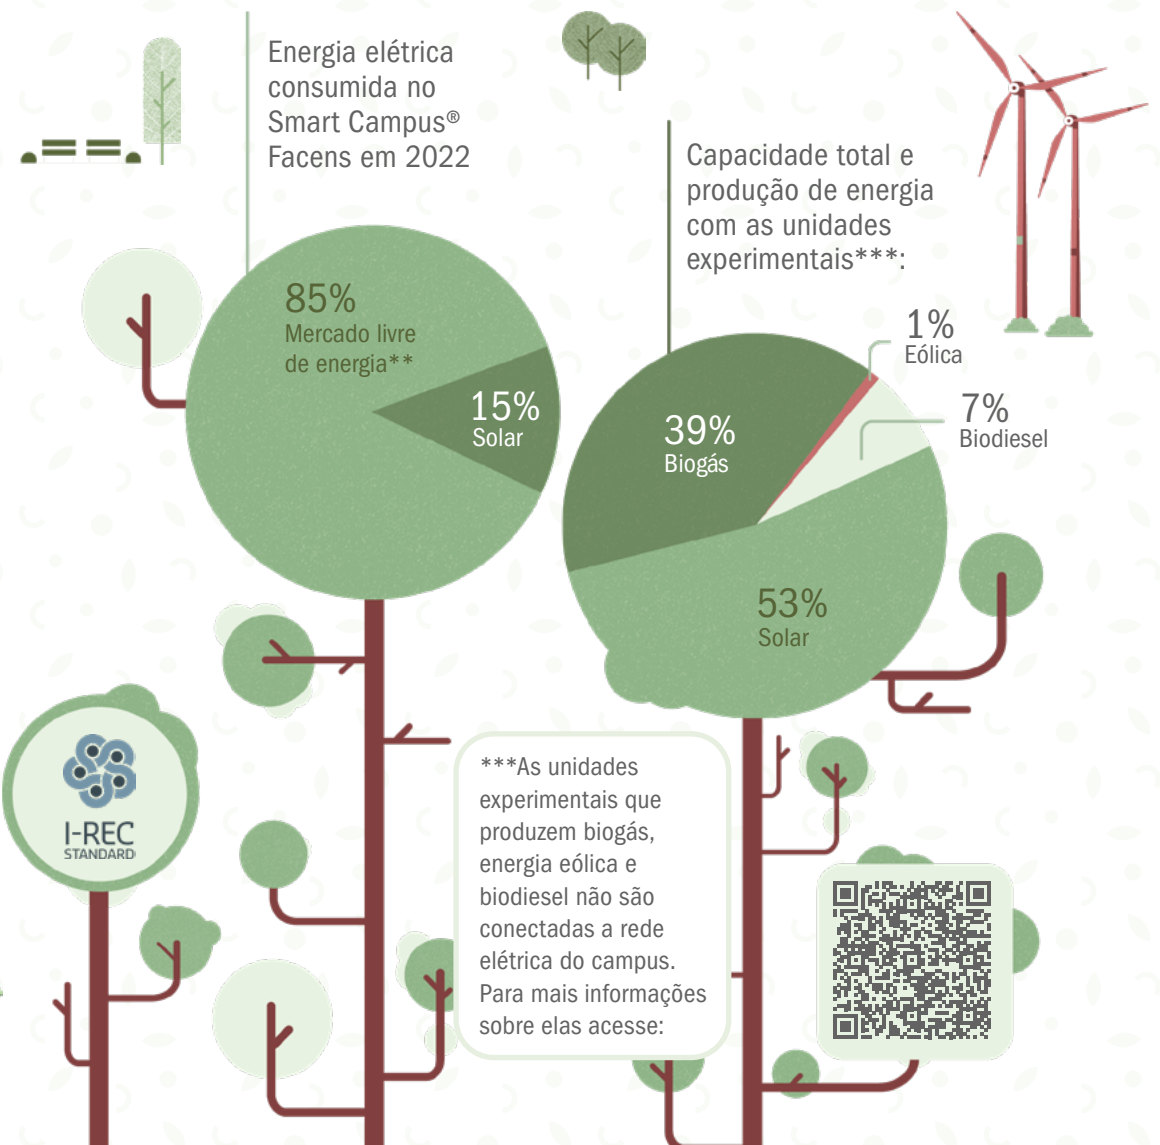 Energia elétrica
consumida no
Smart Campus®
Facens em 2022
85%
Mercado livre
de energia**
15%
Solar
Capacidade total e
produção de energia
com as unidades
experimentais***:
1%
Eólica
7%
Biodiesel
39%
Biogás
53%
Solar
I-REC
STANDARD
***As unidades
experimentais que
produzem biogás,
energia eólica e
biodiesel não são
conectadas a rede
elétrica do campus.
Para mais informações
sobre elas acesse: